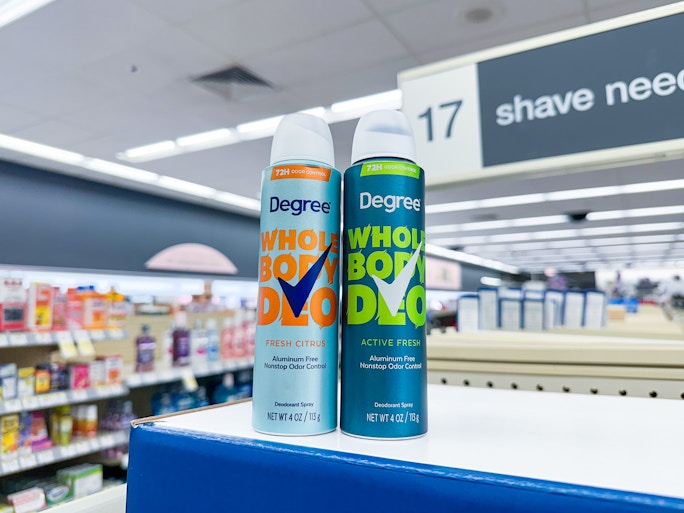 17
shave nee
72H ODOR CONTROL
Degree
WHOLE
BODY
DEO
FRESH CITRUS
Aluminum Free
Nonstop Odor Control
Deodorant Spray
NET WT 4 OZ / 113 g
72H ODOR CONTROL
Degree
WHOLE
BODY
DEO
ACTIVE FRESH
Aluminum Free
Nonstop Odor Control
Deodorant Spray
NET WT 4 OZ / 113 g